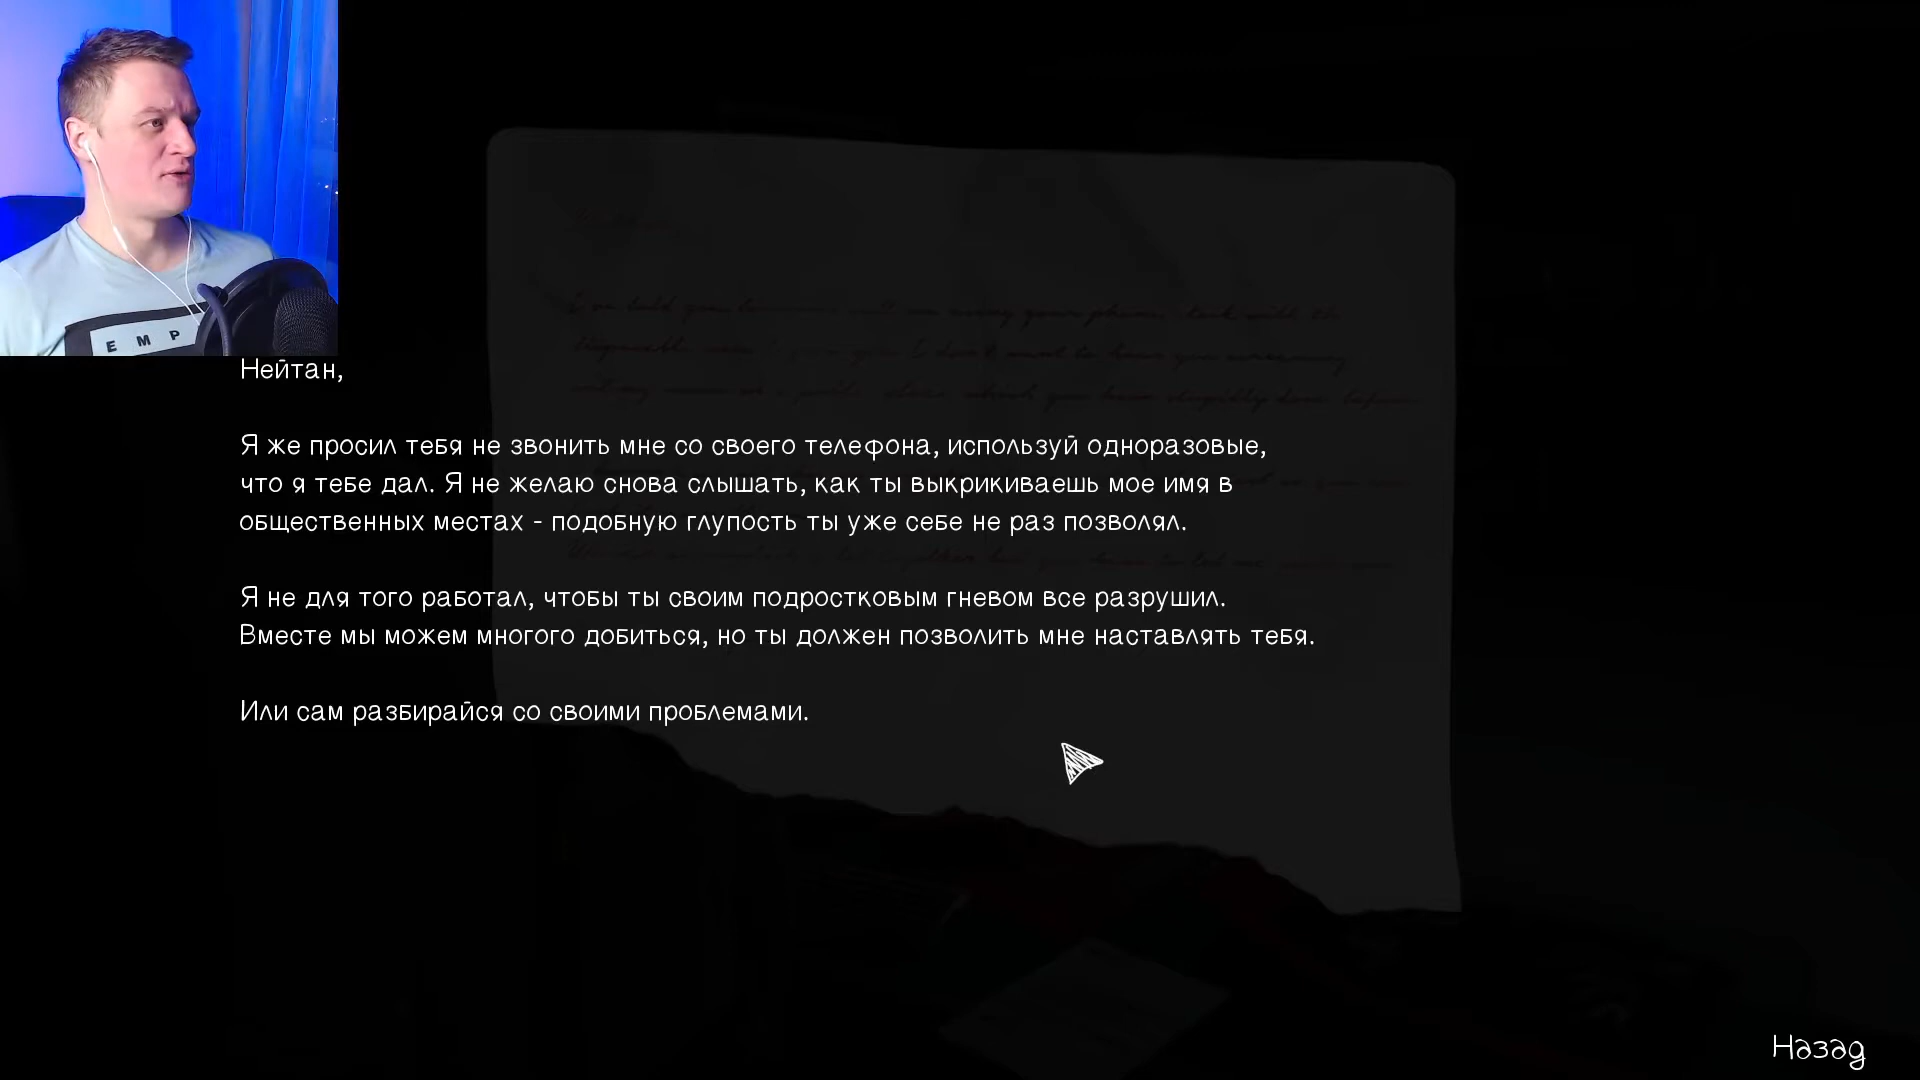 EMP
Нейтан,
Я же просил тебя не звонить мне со своего телефона, используй одноразовые,
что я тебе дал. Я не желаю снова слышать, как ты выкрикиваешь мое имя в
общественных местах - подобную глупость ты уже себе не раз позволял.
Я не для того работал, чтобы ты своим подростковым гневом все разрушил.
Вместе мы можем многого добиться, но ты должен позволить мне наставлять тебя.
Или сам разбирайся со своими проблемами.
Назад